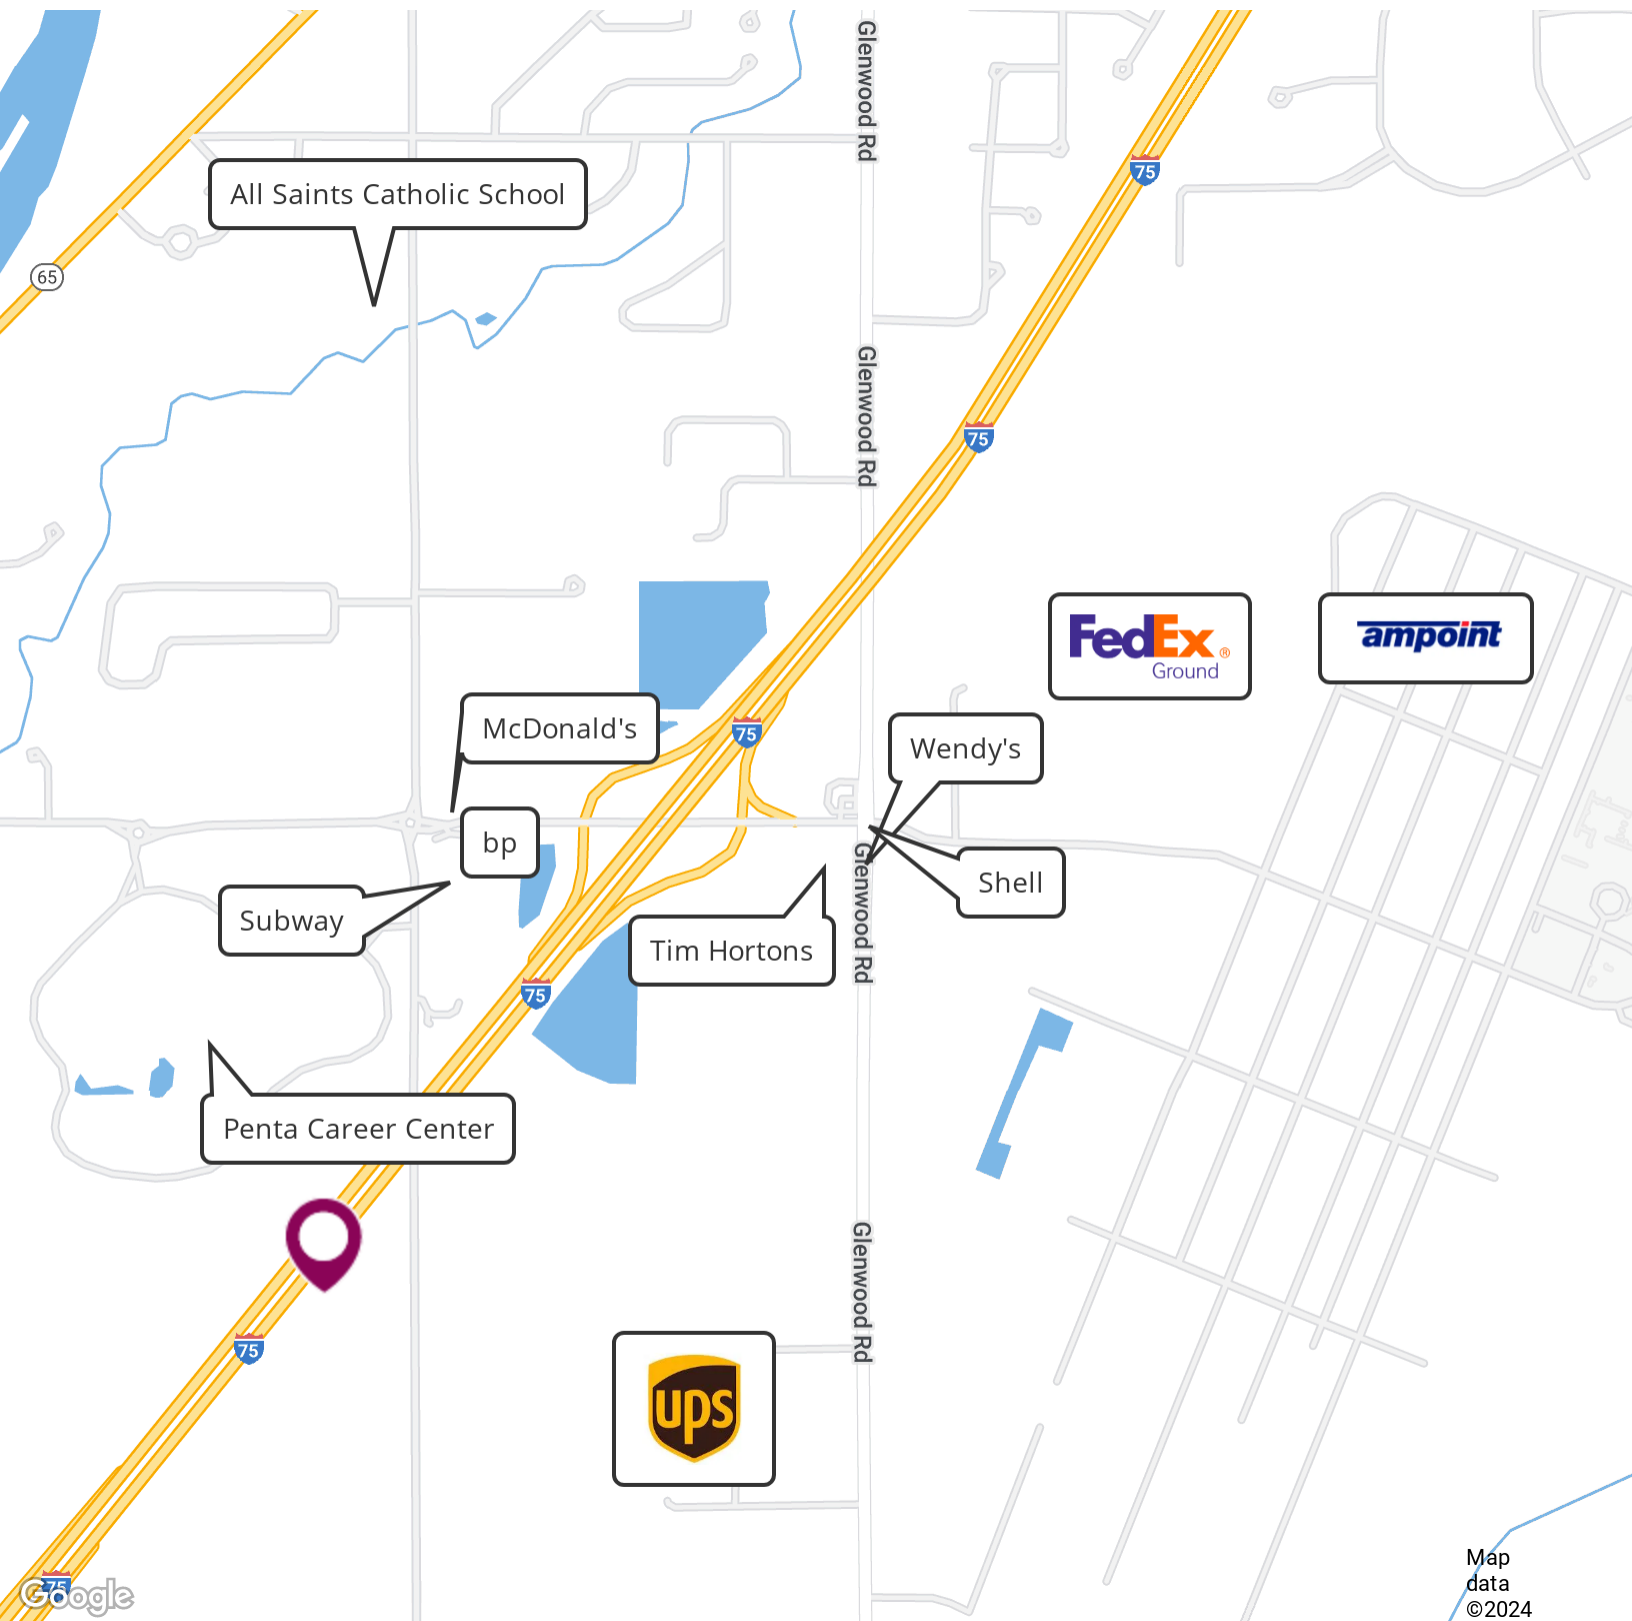 Glenwood Rd
75
All Saints Catholic School
65
Glenwood Rd
75
FedEx®
Ground
ampoint
McDonald's
75
Wendy's
bp
Shell
Subway
Glenwood Rd
Tim Hortons
75
Penta Career Center
Glenwood Rd
75
ups
75
Google
Map
data
©2024